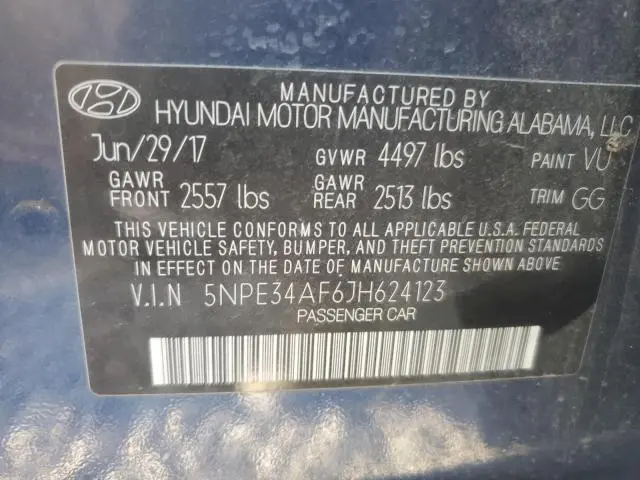 MANUFACTURED BY
HYUNDAI MOTOR MANUFACTURING ALABAMA, LLC
Jun/29/17 GVWR 4497 lbs PAINT VU
GAWR FRONT 2557 lbs GAWR REAR 2513 lbs TRIM GG
THIS VEHICLE CONFORMS TO ALL APPLICABLE U.S.A. FEDERAL
MOTOR VEHICLE SAFETY, BUMPER, AND THEFT PREVENTION STANDARDS
IN EFFECT ON THE DATE OF MANUFACTURE SHOWN ABOVE.
V.I.N 5NPE34AF6JH624123
PASSENGER CAR